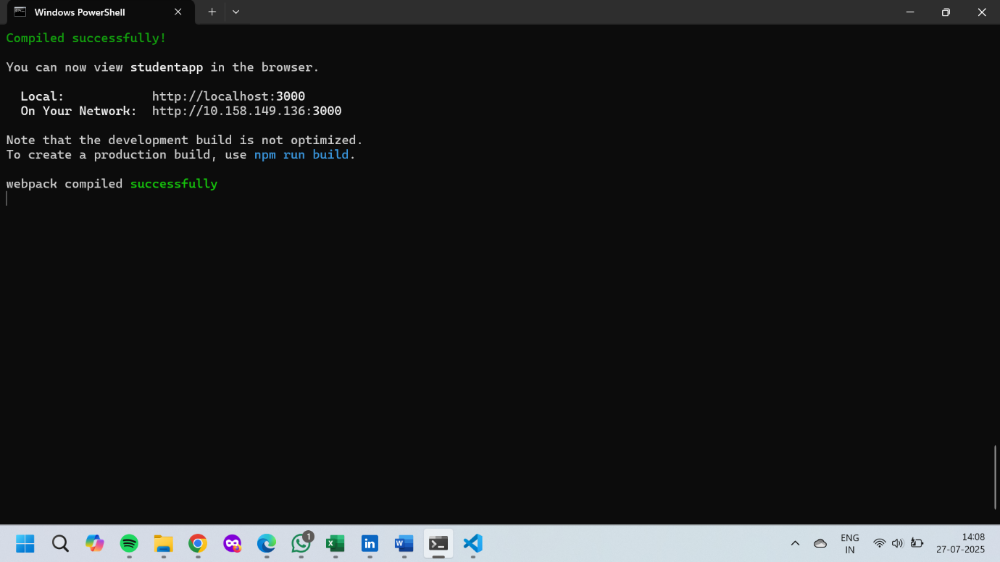 Windows PowerShell
Compiled successfully!
You can now view studentapp in the browser.
Local: http://localhost:3000
On Your Network: http://10.158.149.136:3000
Note that the development build is not optimized.
To create a production build, use npm run build.
webpack compiled successfully
1
ENG
IN
14:08
27-07-2025